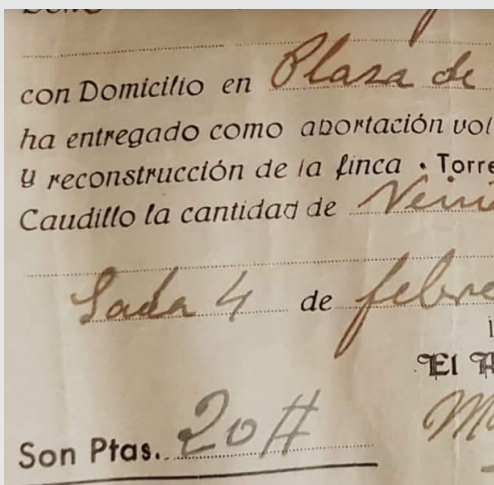 con Domicilio en Plaza de
ha entregado como aportación vol
y reconstrucción de la finca · Torre
Caudillo la cantidad de Vein
Sada 4 de febre
El A
Son Ptas. 20#